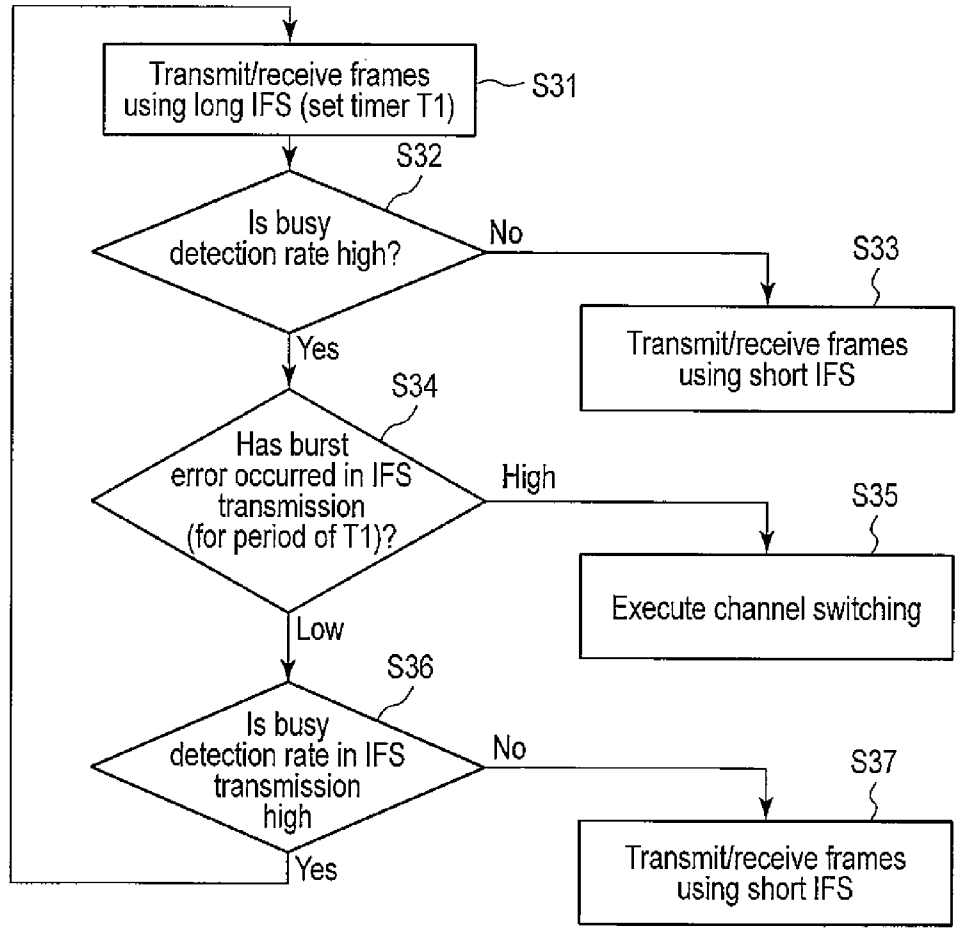 Transmit/receive frames
using long IFS (set timer T1)
S31
S32
Is busy
detection rate high?
No
S33
Transmit/receive frames
using short IFS
Yes
S34
Has burst
error occurred in IFS
transmission
(for period of T1)?
High
S35
Execute channel switching
Low
S36
Is busy
detection rate in IFS
transmission
high
No
S37
Transmit/receive frames
using short IFS
Yes